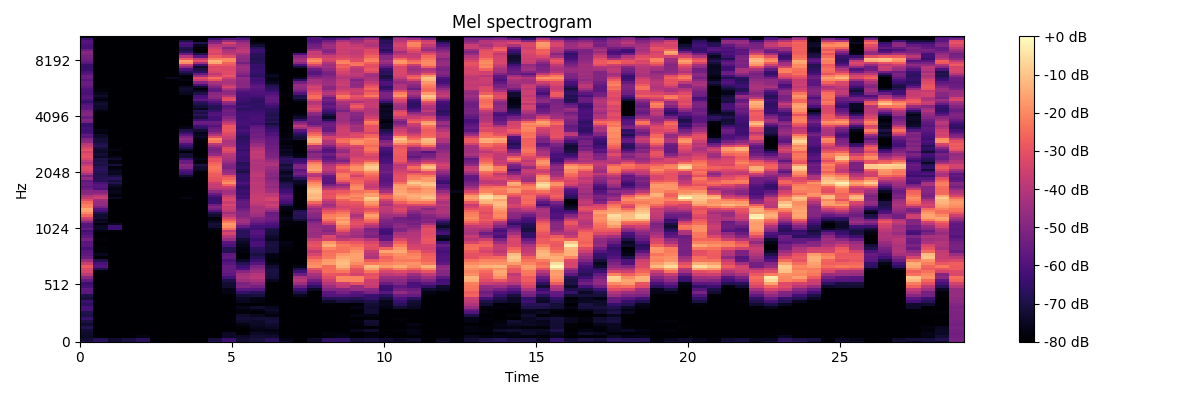 Mel spectrogram
8192
4096
2048
1024
512
0
Hz
0 5 10 15 20 25
Time
+0 dB
-10 dB
-20 dB
-30 dB
-40 dB
-50 dB
-60 dB
-70 dB
-80 dB